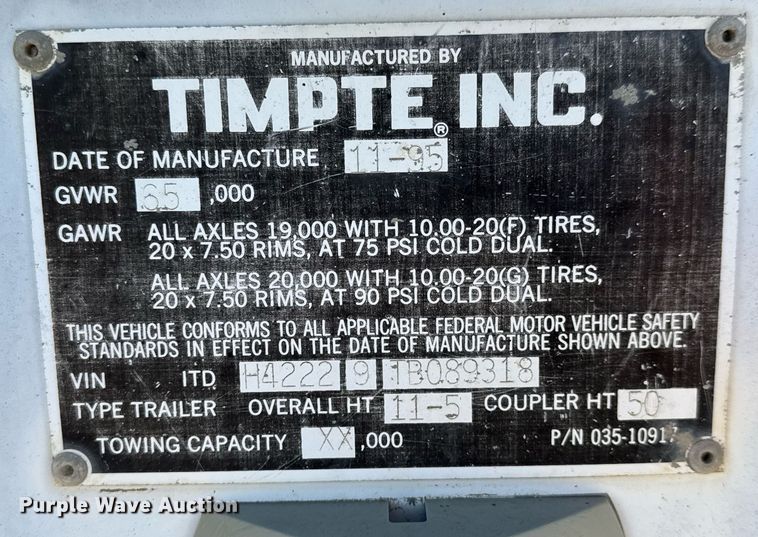 MANUFACTURED BY
TIMPTE® INC.
DATE OF MANUFACTURE 11-95
GVWR 65 ,000
GAWR ALL AXLES 19,000 WITH 10.00-20(F) TIRES,
20 x 7.50 RIMS, AT 75 PSI COLD DUAL.
ALL AXLES 20,000 WITH 10.00-20(G) TIRES,
20 x 7.50 RIMS, AT 90 PSI COLD DUAL.
THIS VEHICLE CONFORMS TO ALL APPLICABLE FEDERAL MOTOR VEHICLE SAFETY
STANDARDS IN EFFECT ON THE DATE OF MANUFACTURE SHOWN ABOVE.
VIN ITD H4222 9 1B089318
TYPE TRAILER OVERALL HT 11-5 COUPLER HT 50
TOWING CAPACITY XX ,000 P/N 035-10917
Purple Wave Auction